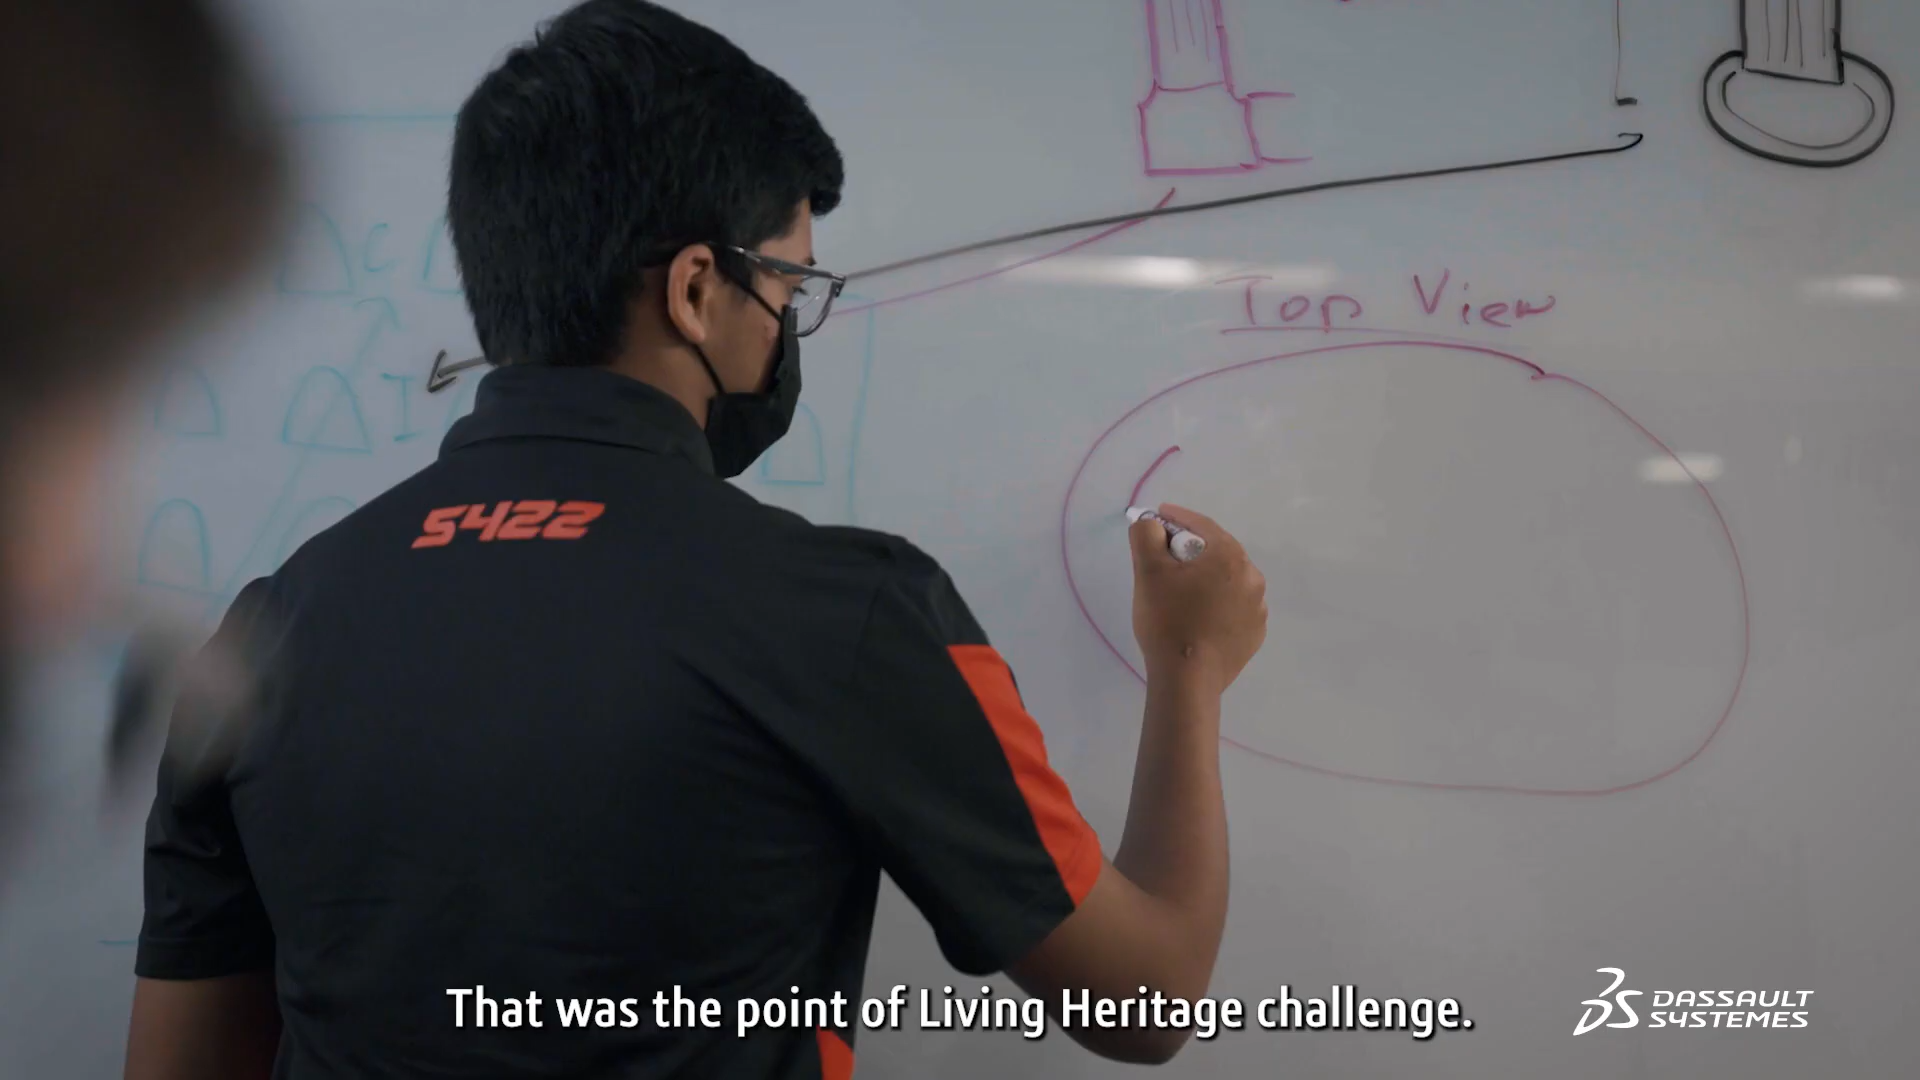 C
Top View
I
5422
That was the point of Living Heritage challenge.
DASSAULT
SYSTEMES